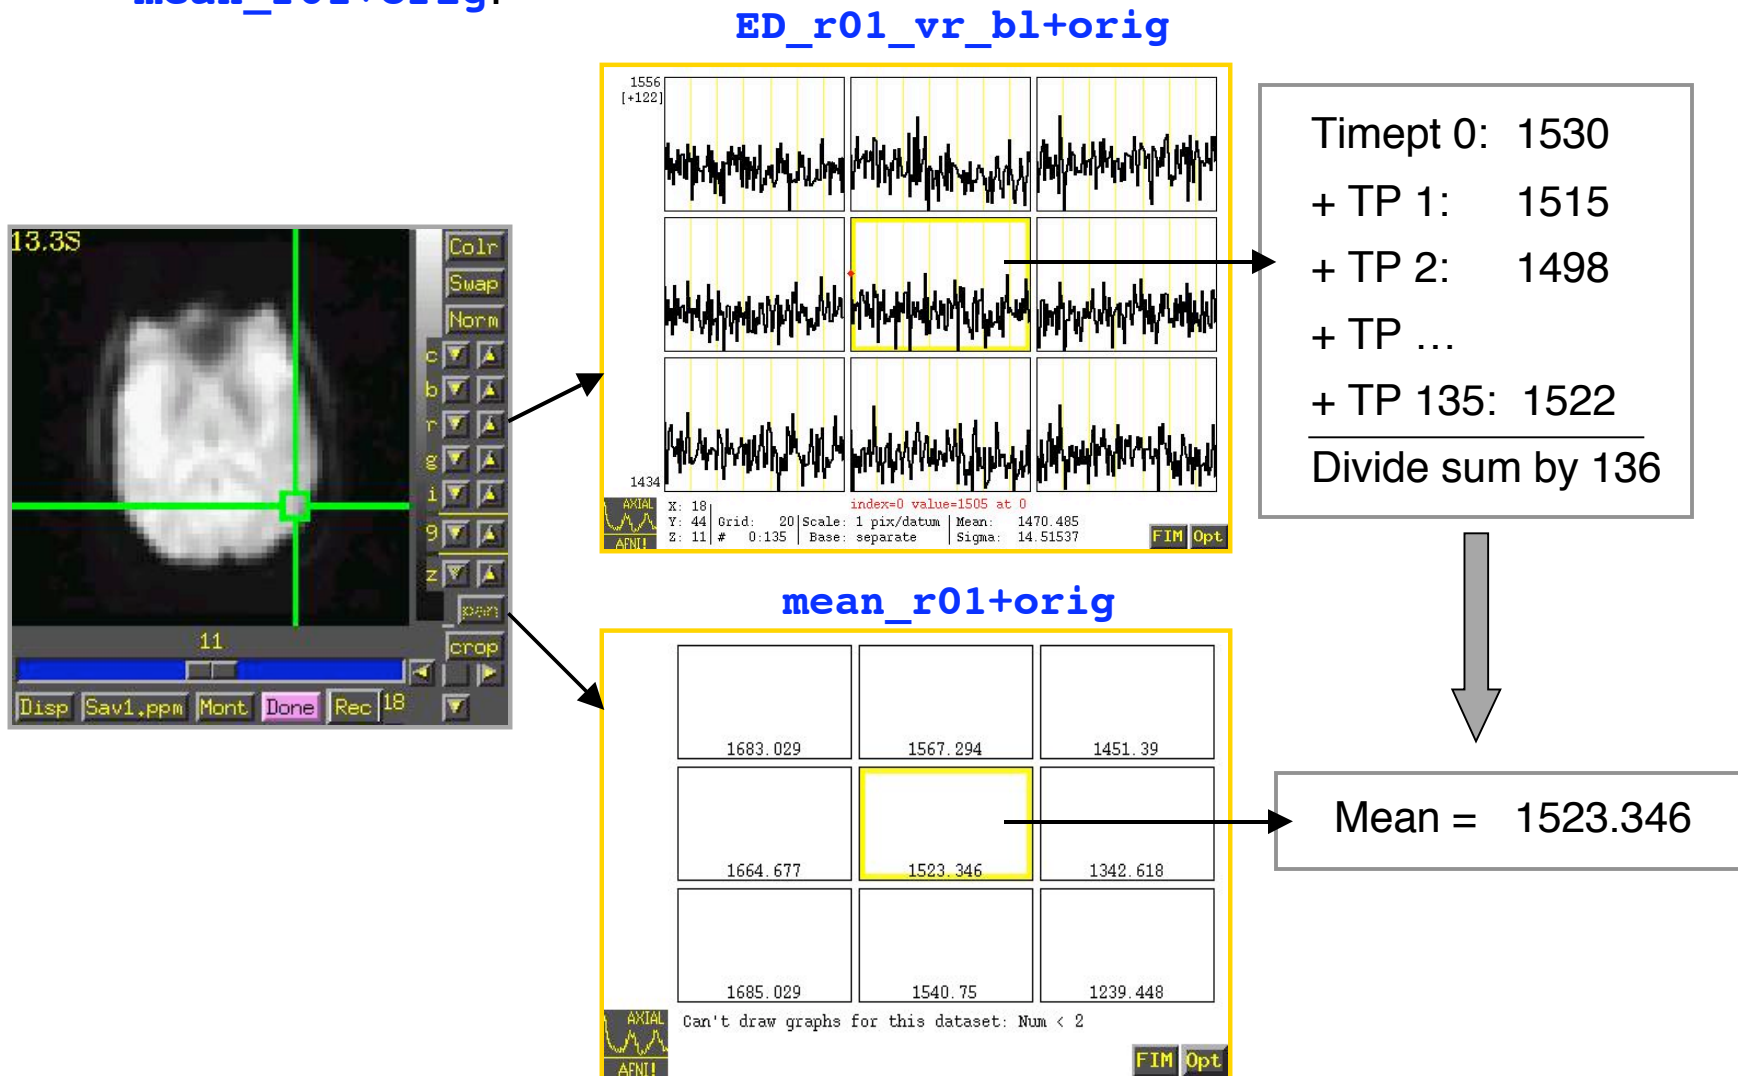 mean_r01+orig.
ED_r01_vr_bl+orig
1556
[+122]
1434
AXIAL
AFNI!
X: 18
Y: 44
Z: 11
Grid: 20
# 0:135
Scale: 1 pix/datum
Base: separate
index=0 value=1505 at 0
Mean: 1470.485
Sigma: 14.51537
FIM Opt
Timept 0: 1530
+ TP 1: 1515
+ TP 2: 1498
+ TP …
+ TP 135: 1522
Divide sum by 136
13.3S
Colr
Swap
Norm
c
b
r
g
i
9
z
pan
crop
11
Disp Sav1.ppm Mont Done Rec 18
mean_r01+orig
1683.029 1567.294 1451.39
1664.677 1523.346 1342.618
1685.029 1540.75 1239.448
AXIAL
AFNI!
Can't draw graphs for this dataset: Num < 2
FIM Opt
Mean = 1523.346